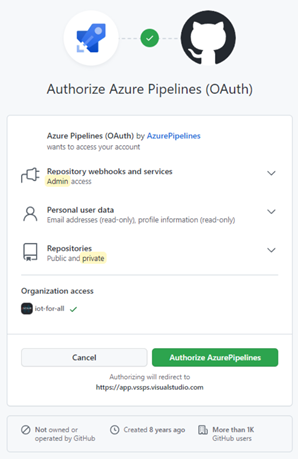 Authorize Azure Pipelines (OAuth)
Azure Pipelines (OAuth) by AzurePipelines
wants to access your account
Repository webhooks and services
Admin access
Personal user data
Email addresses (read-only), profile information (read-only)
Repositories
Public and private
Organization access
iot-for-all
Cancel
Authorize AzurePipelines
Authorizing will redirect to
https://app.vssps.visualstudio.com
Not owned or
operated by GitHub
Created 8 years ago
More than 1K
GitHub users